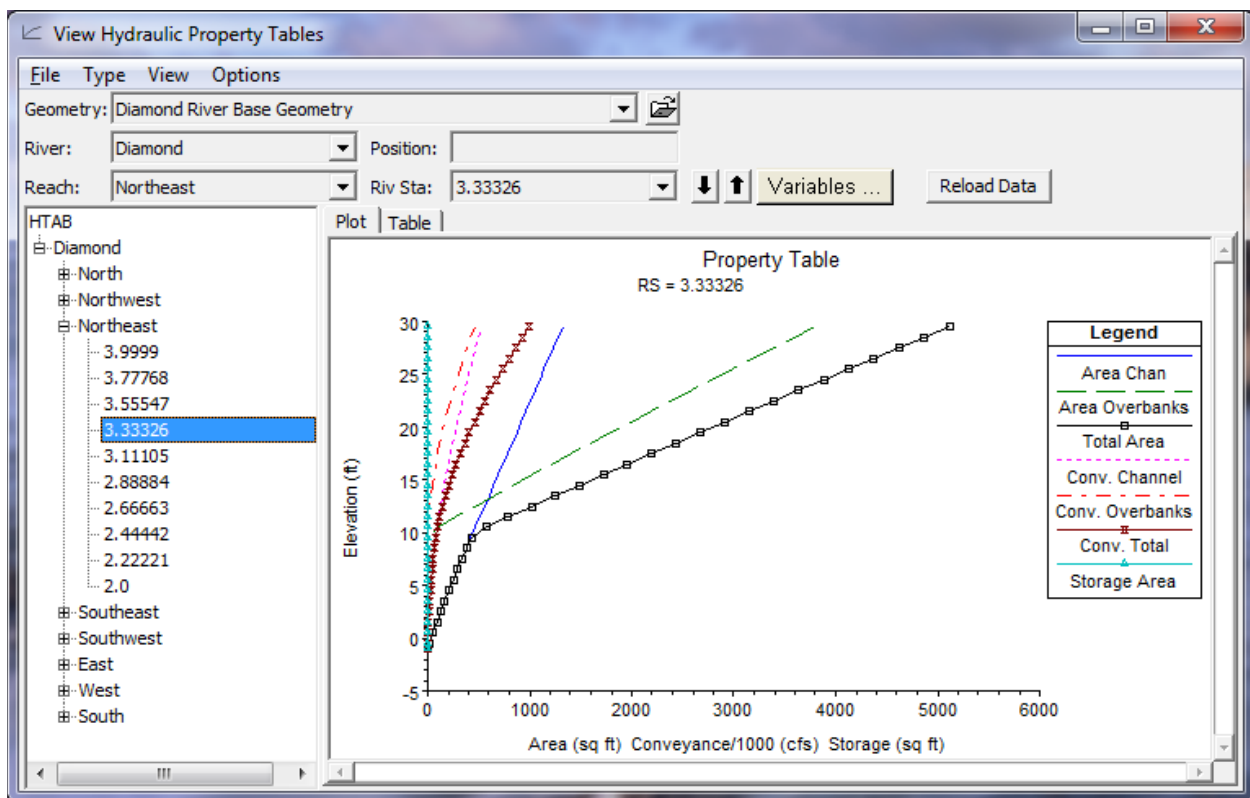 View Hydraulic Property Tables
File Type View Options
Geometry: Diamond River Base Geometry
River: Diamond Position:
Reach: Northeast Riv Sta: 3.33326 Variables ... Reload Data
HTAB
Diamond
North
Northwest
Northeast
3.9999
3.77768
3.55547
3.33326
3.11105
2.88884
2.66663
2.44442
2.22221
2.0
Southeast
Southwest
East
West
South
Plot Table
Property Table
RS = 3.33326
30
25
20
15
10
5
0
-5
Elevation (ft)
0 1000 2000 3000 4000 5000 6000
Area (sq ft) Conveyance/1000 (cfs) Storage (sq ft)
Legend
Area Chan
Area Overbanks
Total Area
Conv. Channel
Conv. Overbanks
Conv. Total
Storage Area